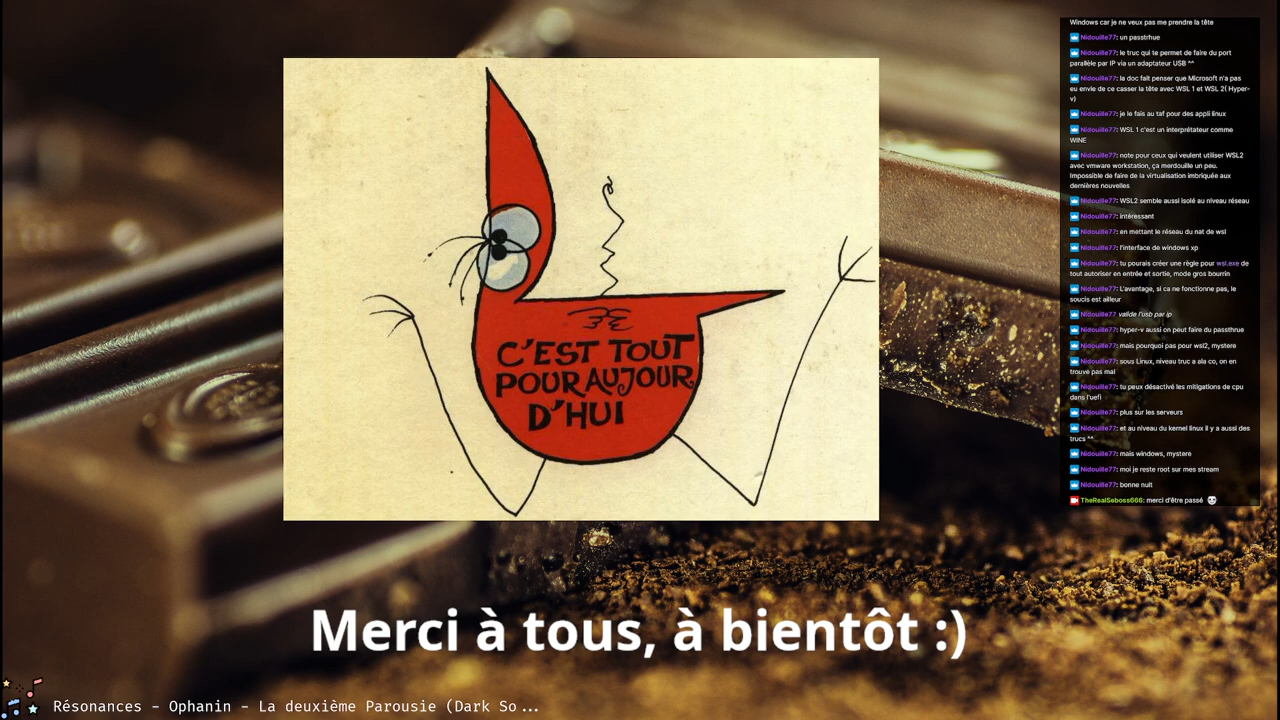 C'EST TOUT
POUR AUJOUR
D'HUI
Merci à tous, à bientôt :)
Résonances - Ophanin - La deuxième Parousie (Dark So...
Windows car je ne veux pas me prendre la tête
Nidouille77: un passtrhue
Nidouille77: le truc qui te permet de faire du port
parallèle par IP via un adaptateur USB ^^
Nidouille77: la doc fait penser que Microsoft n'a pas
eu envie de ce casser la tête avec WSL 1 et WSL 2( Hyper-
v)
Nidouille77: je le fais au taf pour des appli linux
Nidouille77: WSL 1 c'est un interprétateur comme
WINE
Nidouille77: note pour ceux qui veulent utiliser WSL2
avec vmware workstation, ça merdouille un peu.
Impossible de faire de la virtualisation imbriquée aux
dernières nouvelles
Nidouille77: WSL2 semble aussi isolé au niveau réseau
Nidouille77: intéressant
Nidouille77: en mettant le réseau du nat de wsl
Nidouille77: l'interface de windows xp
Nidouille77: tu pourais créer une règle pour wsl.exe de
tout autoriser en entrée et sortie, mode gros bourrin
Nidouille77: L'avantage, si ca ne fonctionne pas, le
soucis est ailleur
Nidouille77 valide l'usb par ip
Nidouille77: hyper-v aussi on peut faire du passthrue
Nidouille77: mais pourquoi pas pour wsl2, mystere
Nidouille77: sous Linux, niveau truc a ala co, on en
trouve pas mal
Nidouille77: tu peux désactivé les mitigations de cpu
dans l'uefi
Nidouille77: plus sur les serveurs
Nidouille77: et au niveau du kernel linux il y a aussi des
trucs ^^
Nidouille77: mais windows, mystere
Nidouille77: moi je reste root sur mes stream
Nidouille77: bonne nuit
TheRealSeboss666: merci d'être passé